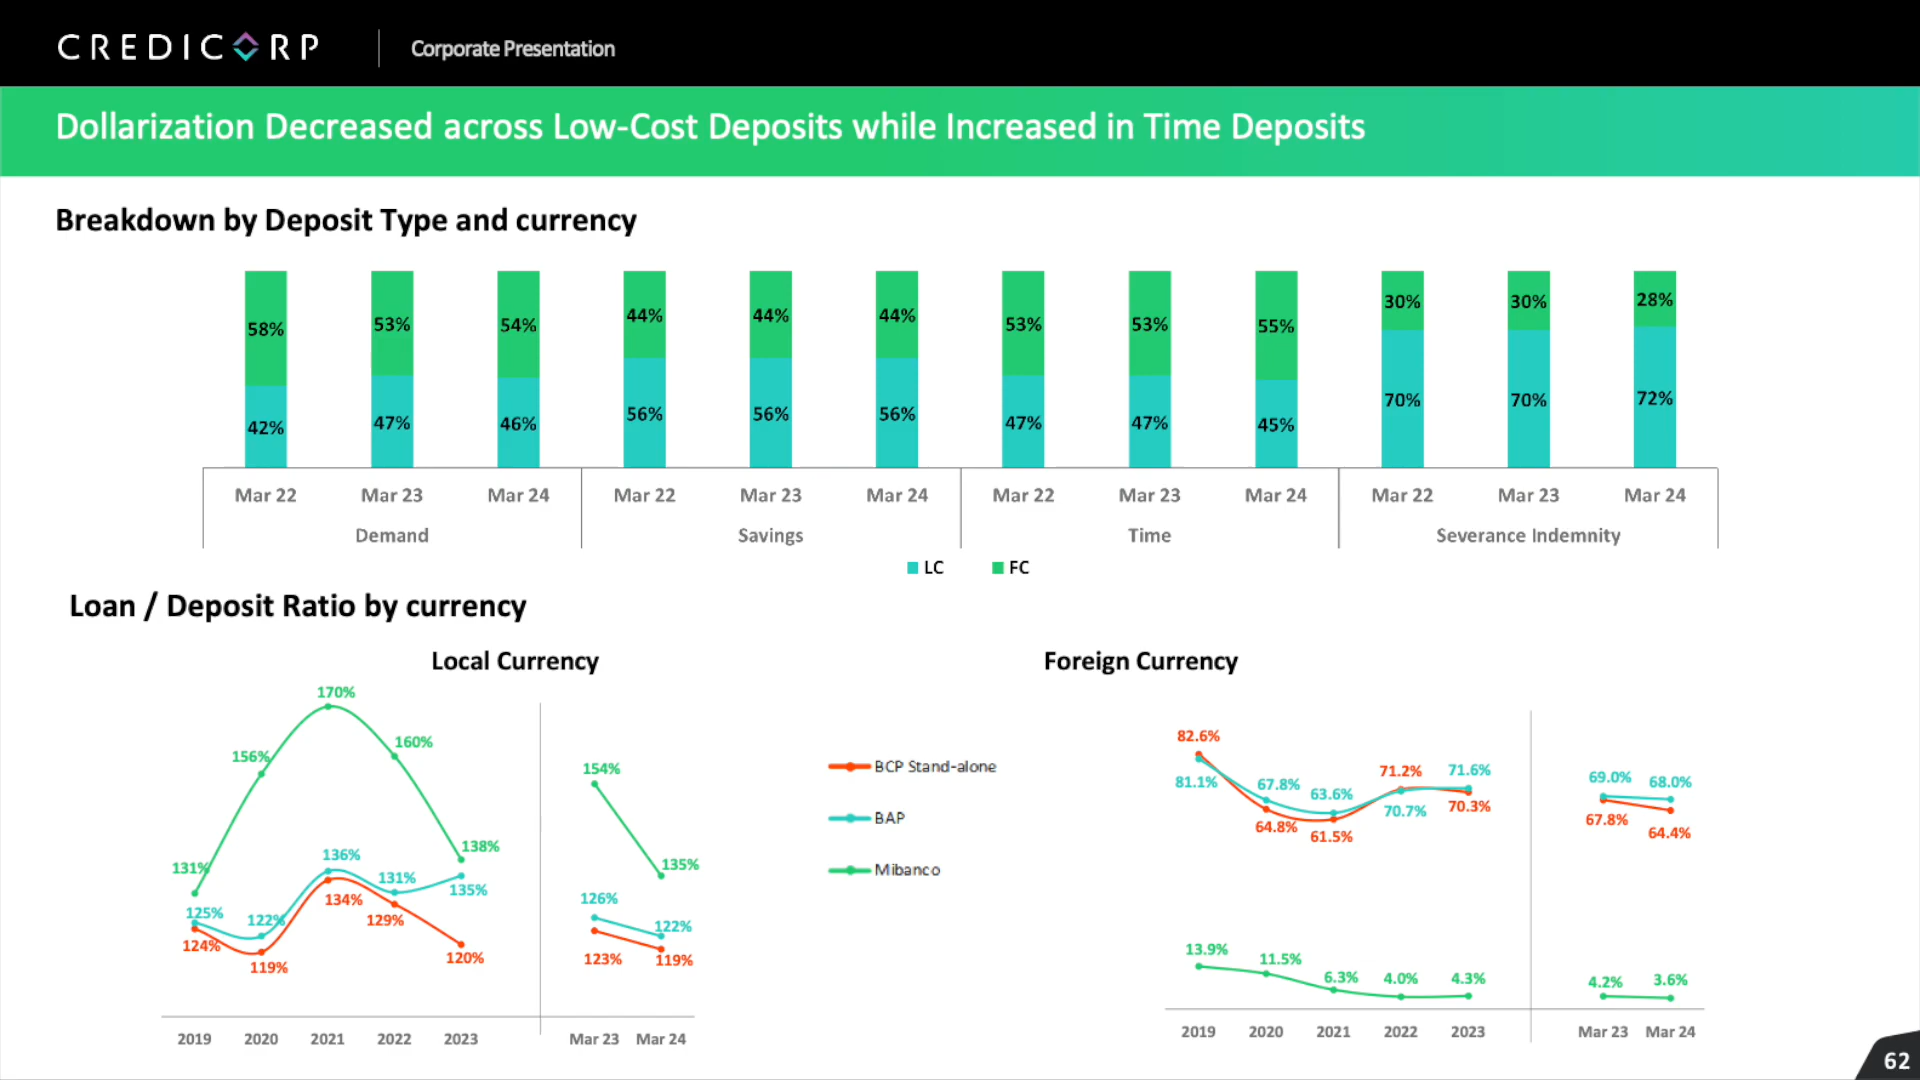 CREDICORP
Corporate Presentation
Dollarization Decreased across Low-Cost Deposits while Increased in Time Deposits
Breakdown by Deposit Type and currency
58% 53% 54% 44% 44% 44% 53% 53% 55% 30% 30% 28%
42% 47% 46% 56% 56% 56% 47% 47% 45% 70% 70% 72%
Mar 22 Mar 23 Mar 24 Mar 22 Mar 23 Mar 24 Mar 22 Mar 23 Mar 24 Mar 22 Mar 23 Mar 24
Demand Savings Time Severance Indemnity
LC FC
Loan / Deposit Ratio by currency
Local Currency
170%
156% 160%
131% 138%
136%
125% 122% 131% 135%
124% 119% 134% 129% 120%
154% 135%
126% 122%
123% 119%
2019 2020 2021 2022 2023 Mar 23 Mar 24
BCP Stand-alone
BAP
Mibanco
Foreign Currency
82.6% 71.2% 71.6%
81.1% 67.8% 63.6% 70.7% 70.3%
64.8% 61.5%
69.0% 68.0%
67.8% 64.4%
13.9% 11.5% 6.3% 4.0% 4.3% 4.2% 3.6%
2019 2020 2021 2022 2023 Mar 23 Mar 24
62